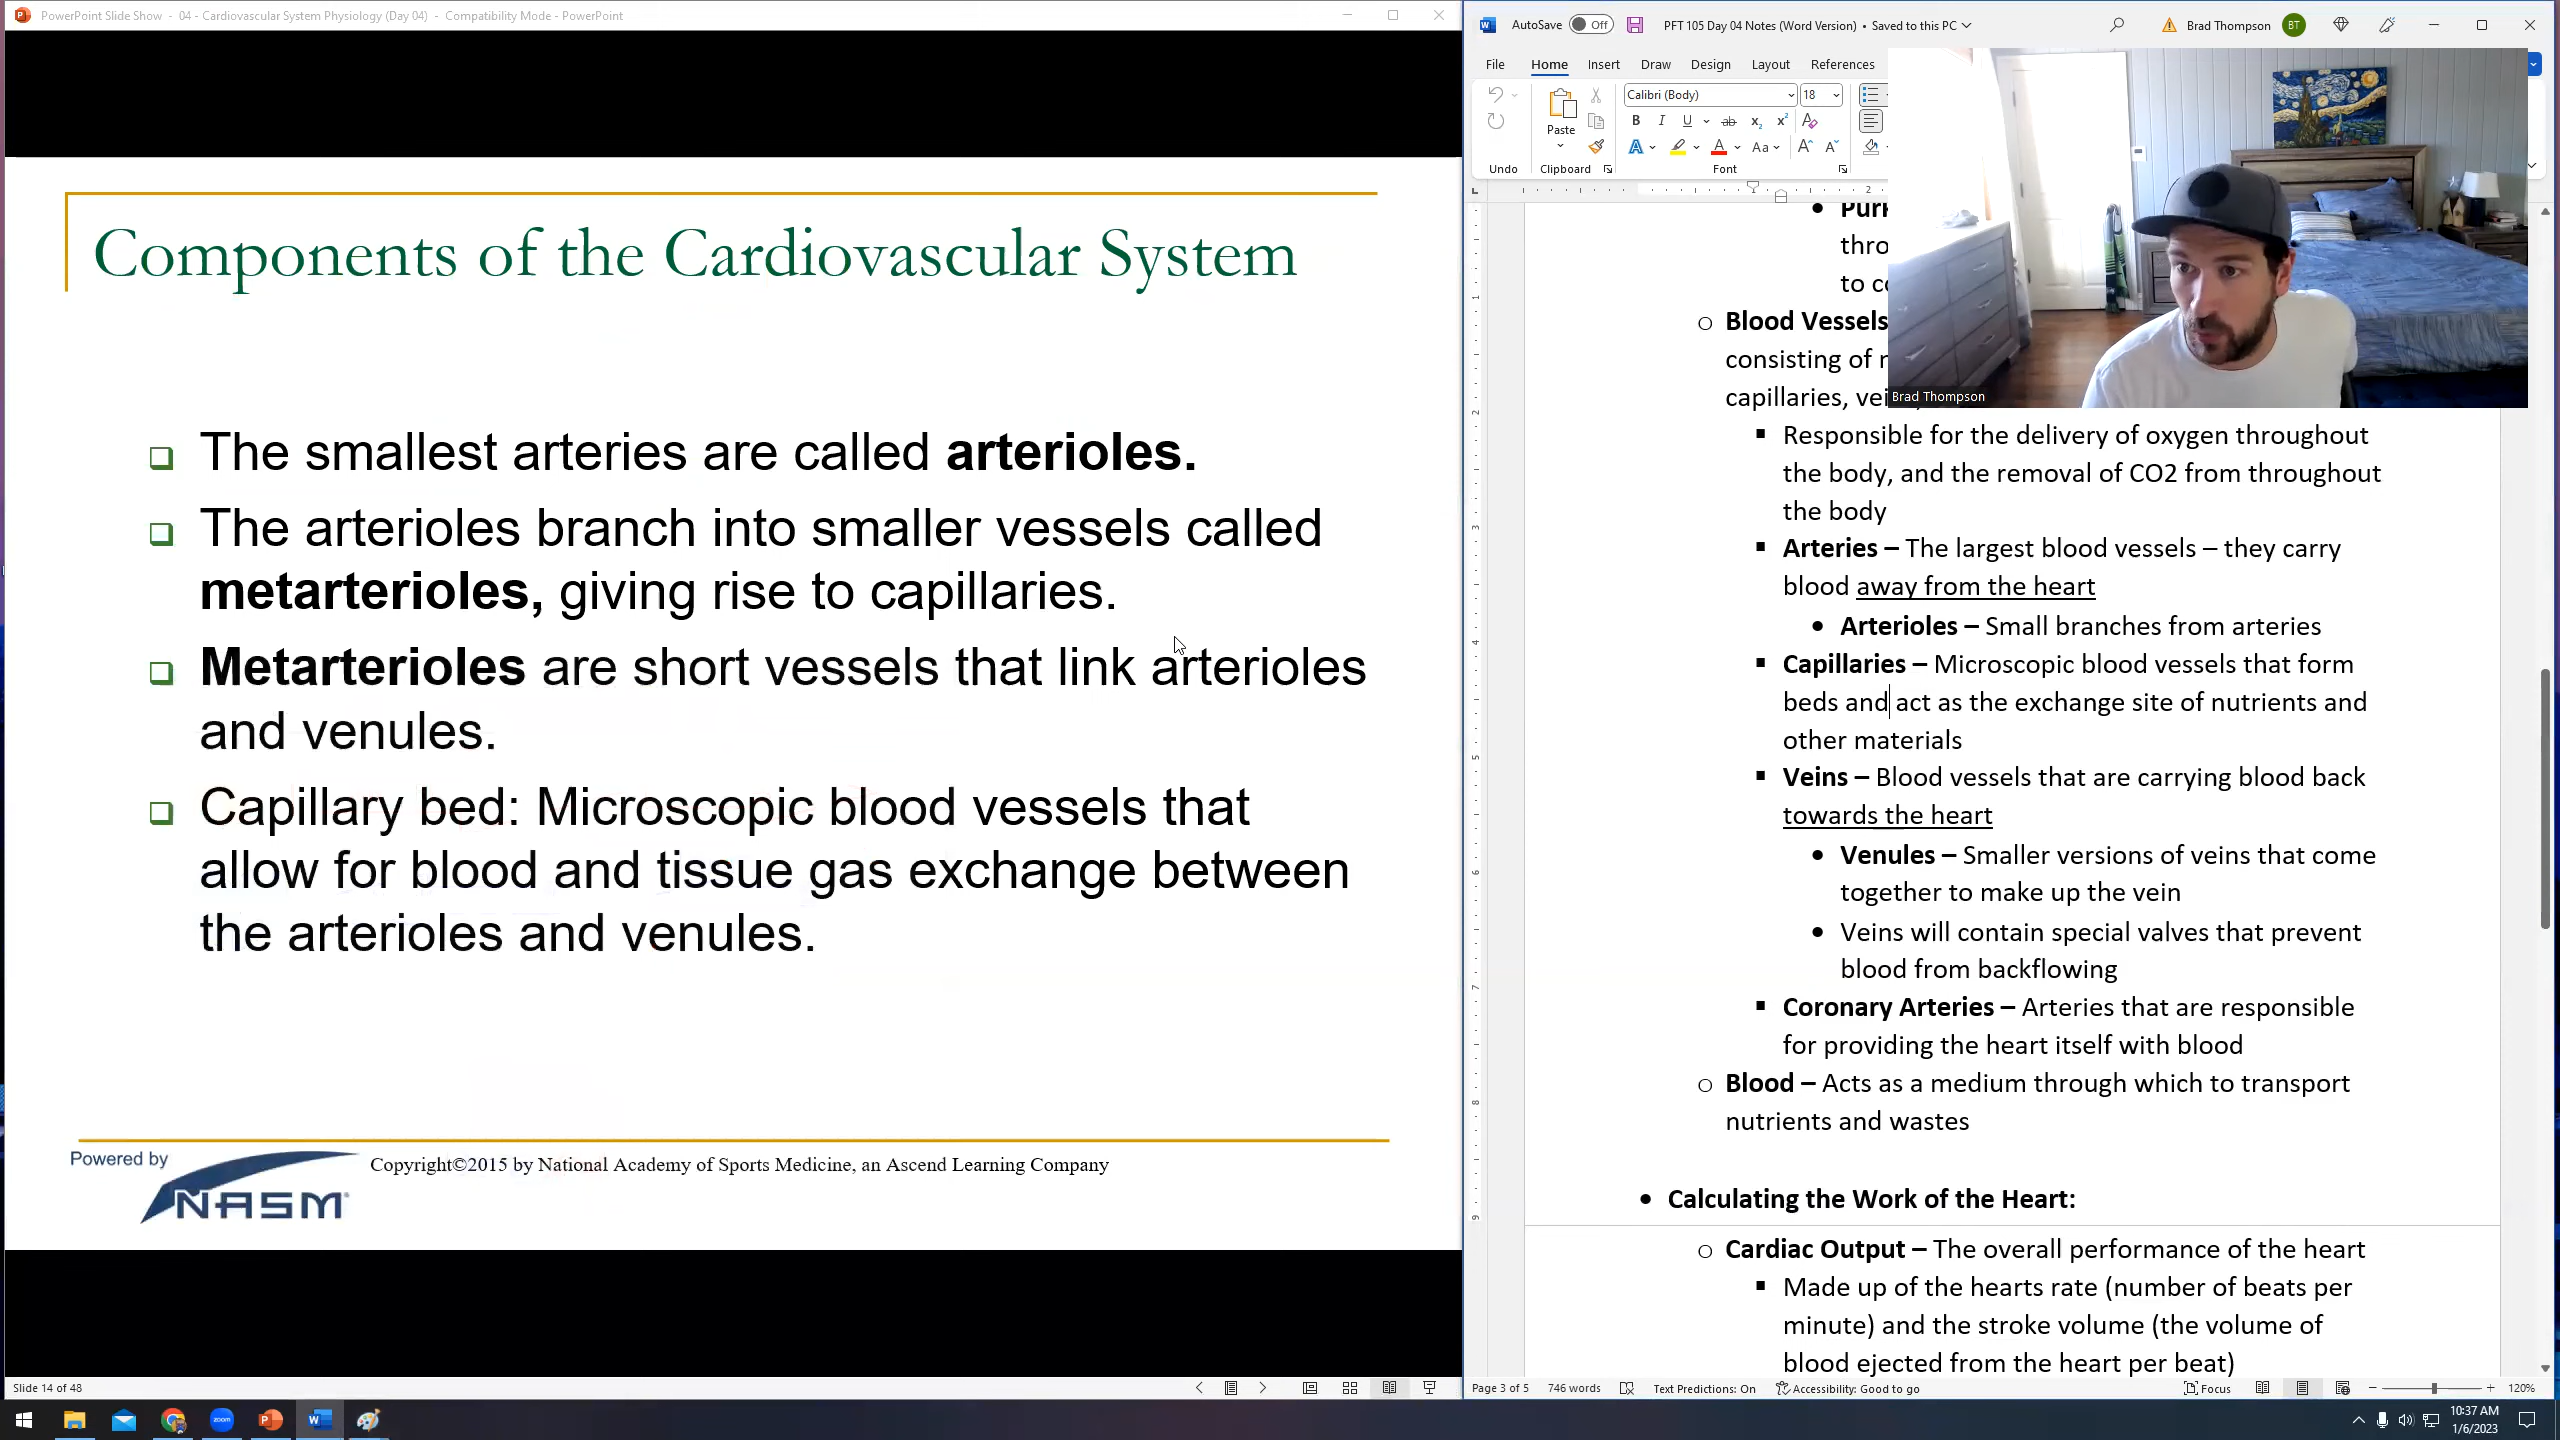 PowerPoint Slide Show - 04 - Cardiovascular System Physiology (Day 04) - Compatibility Mode - PowerPoint
Components of the Cardiovascular System
The smallest arteries are called arterioles.
The arterioles branch into smaller vessels called
metarterioles, giving rise to capillaries.
Metarterioles are short vessels that link arterioles
and venules.
Capillary bed: Microscopic blood vessels that
allow for blood and tissue gas exchange between
the arterioles and venules.
Powered by
NASM
Copyright©2015 by National Academy of Sports Medicine, an Ascend Learning Company
Slide 14 of 48
AutoSave Off PFT 105 Day 04 Notes (Word Version) • Saved to this PC Brad Thompson BT
File Home Insert Draw Design Layout References
Calibri (Body) 18
Paste
B I U ab x₂ x² A
A A Aa A A
Undo Clipboard Font
2
Brad Thompson
Purk
thro
to co
Blood Vessels
consisting of
capillaries,
Responsible for the delivery of oxygen throughout
the body, and the removal of CO2 from throughout
the body
Arteries – The largest blood vessels – they carry
blood away from the heart
Arterioles – Small branches from arteries
Capillaries – Microscopic blood vessels that form
beds and act as the exchange site of nutrients and
other materials
Veins – Blood vessels that are carrying blood back
towards the heart
Venules – Smaller versions of veins that come
together to make up the vein
Veins will contain special valves that prevent
blood from backflowing
Coronary Arteries – Arteries that are responsible
for providing the heart itself with blood
Blood – Acts as a medium through which to transport
nutrients and wastes
Calculating the Work of the Heart:
Cardiac Output – The overall performance of the heart
Made up of the hearts rate (number of beats per
minute) and the stroke volume (the volume of
blood ejected from the heart per beat)
Page 3 of 5 746 words Text Predictions: On Accessibility: Good to go Focus 120%
zoom
10:37 AM
1/6/2023